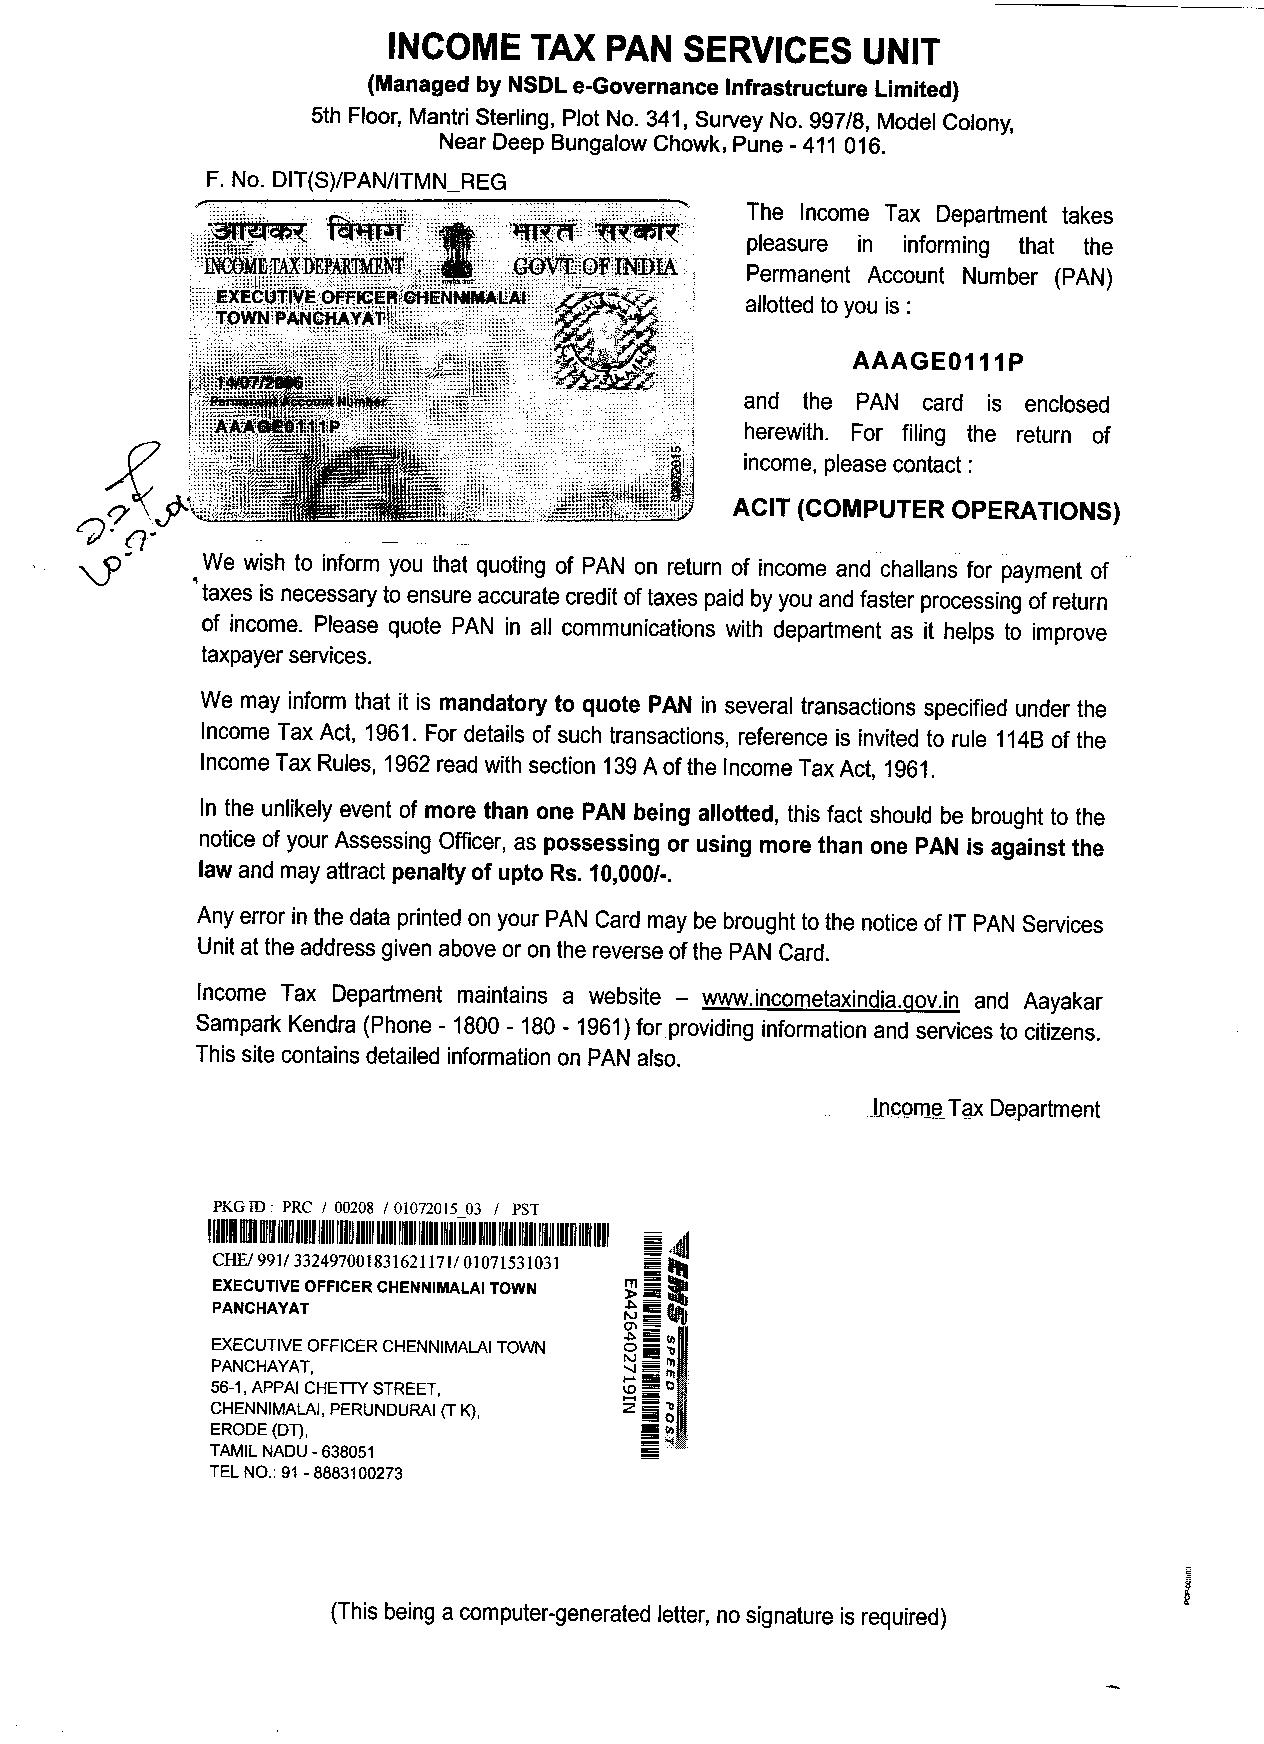 INCOME TAX PAN SERVICES UNIT
(Managed by NSDL e-Governance Infrastructure Limited)
5th Floor, Mantri Sterling, Plot No. 341, Survey No. 997/8, Model Colony,
Near Deep Bungalow Chowk, Pune - 411 016.
F. No. DIT(S)/PAN/ITMN_REG
आयकर विभाग भारत सरकार
INCOME TAX DEPARTMENT GOVT. OF INDIA
EXECUTIVE OFFICER CHENNIMALAI
TOWN PANCHAYAT
14/07/2006
Permanent Account Number
AAAGE0111P
The Income Tax Department takes
pleasure in informing that the
Permanent Account Number (PAN)
allotted to you is :
AAAGE0111P
and the PAN card is enclosed
herewith. For filing the return of
income, please contact :
ACIT (COMPUTER OPERATIONS)
We wish to inform you that quoting of PAN on return of income and challans for payment of
taxes is necessary to ensure accurate credit of taxes paid by you and faster processing of return
of income. Please quote PAN in all communications with department as it helps to improve
taxpayer services.
We may inform that it is mandatory to quote PAN in several transactions specified under the
Income Tax Act, 1961. For details of such transactions, reference is invited to rule 114B of the
Income Tax Rules, 1962 read with section 139 A of the Income Tax Act, 1961.
In the unlikely event of more than one PAN being allotted, this fact should be brought to the
notice of your Assessing Officer, as possessing or using more than one PAN is against the
law and may attract penalty of upto Rs. 10,000/-.
Any error in the data printed on your PAN Card may be brought to the notice of IT PAN Services
Unit at the address given above or on the reverse of the PAN Card.
Income Tax Department maintains a website – www.incometaxindia.gov.in and Aayakar
Sampark Kendra (Phone - 1800 - 180 - 1961) for providing information and services to citizens.
This site contains detailed information on PAN also.
Income Tax Department
PKG ID : PRC / 00208 / 01072015_03 / PST
CHE/ 991/ 332497001831621171/ 01071531031
EXECUTIVE OFFICER CHENNIMALAI TOWN
PANCHAYAT
EXECUTIVE OFFICER CHENNIMALAI TOWN
PANCHAYAT,
56-1, APPAI CHETTY STREET,
CHENNIMALAI, PERUNDURAI (T K),
ERODE (DT),
TAMIL NADU - 638051
TEL NO.: 91 - 8883100273
EA426402719IN
EMS SPEED POST
(This being a computer-generated letter, no signature is required)